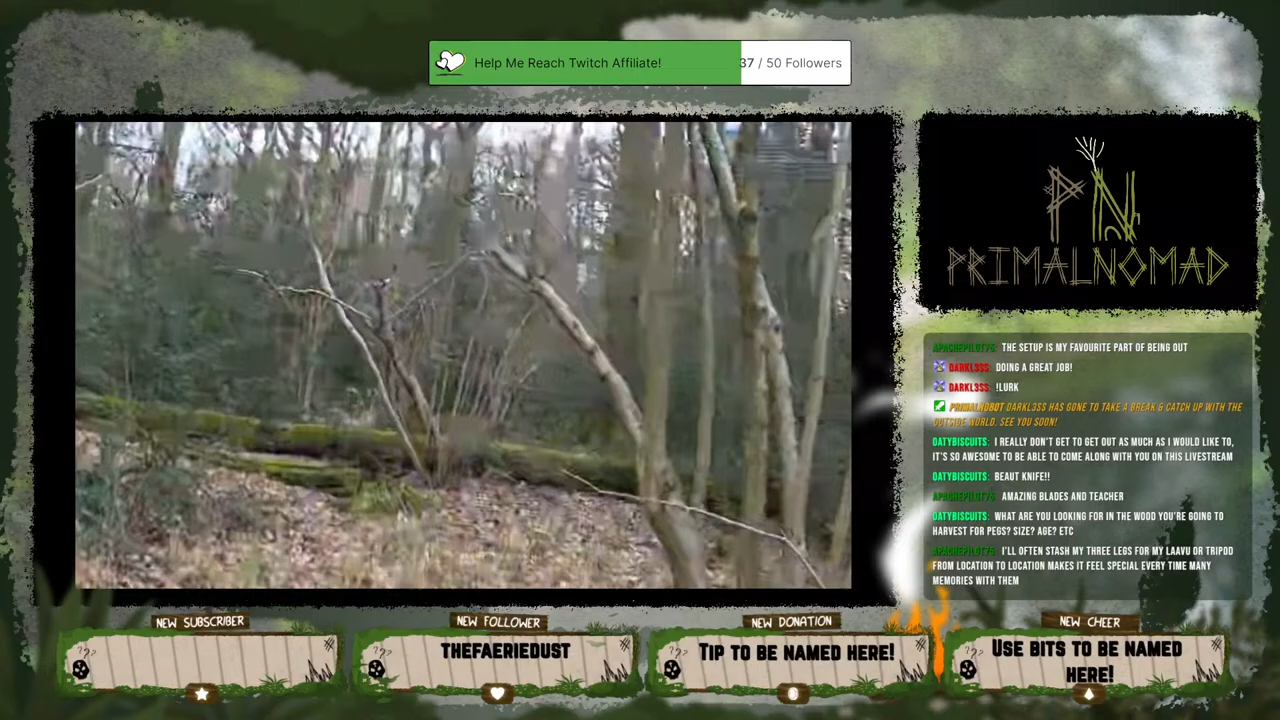 Help Me Reach Twitch Affiliate!
37 / 50 Followers
PN
PRIMALNOMAD
APACHEPILOT75: THE SETUP IS MY FAVOURITE PART OF BEING OUT
DARKL3SS: DOING A GREAT JOB!
DARKL3SS: !LURK
PRIMALNOBOT DARKL3SS HAS GONE TO TAKE A BREAK & CATCH UP WITH THE
OUTSIDE WORLD. SEE YOU SOON!
OATYBISCUITS: I REALLY DON'T GET TO GET OUT AS MUCH AS I WOULD LIKE TO,
IT'S SO AWESOME TO BE ABLE TO COME ALONG WITH YOU ON THIS LIVESTREAM
OATYBISCUITS: BEAUT KNIFE!!
APACHEPILOT75: AMAZING BLADES AND TEACHER
OATYBISCUITS: WHAT ARE YOU LOOKING FOR IN THE WOOD YOU'RE GOING TO
HARVEST FOR PEGS? SIZE? AGE? ETC
APACHEPILOT75: I'LL OFTEN STASH MY THREE LEGS FOR MY LAAVU OR TRIPOD
FROM LOCATION TO LOCATION MAKES IT FEEL SPECIAL EVERY TIME MANY
MEMORIES WITH THEM
NEW SUBSCRIBER
NEW FOLLOWER
THEFAERIEDUST
NEW DONATION
TIP TO BE NAMED HERE!
NEW CHEER
USE BITS TO BE NAMED
HERE!